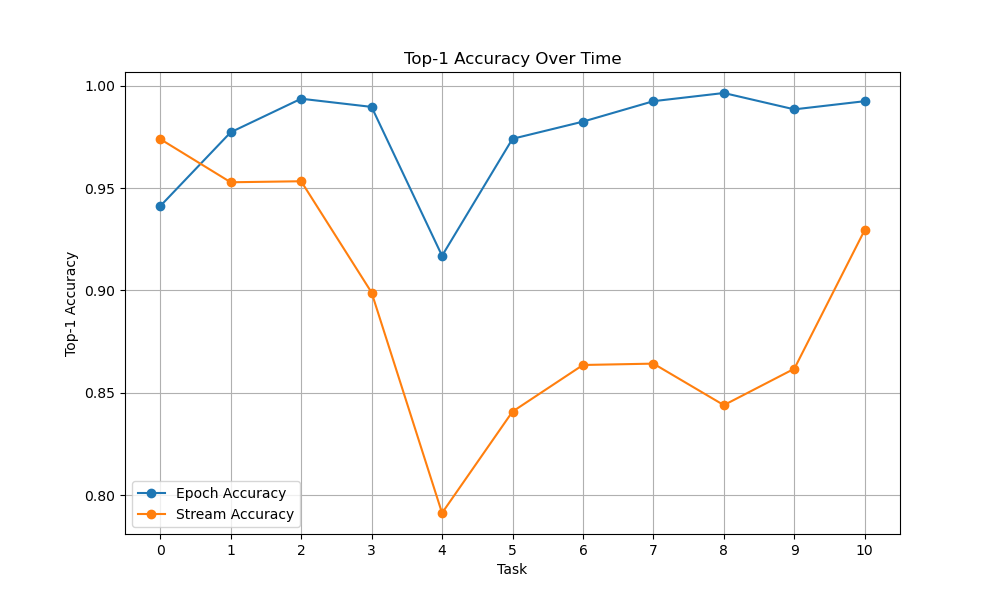 Top-1 Accuracy Over Time
Top-1 Accuracy
1.00
0.95
0.90
0.85
0.80
Epoch Accuracy
Stream Accuracy
0 1 2 3 4 5 6 7 8 9 10
Task